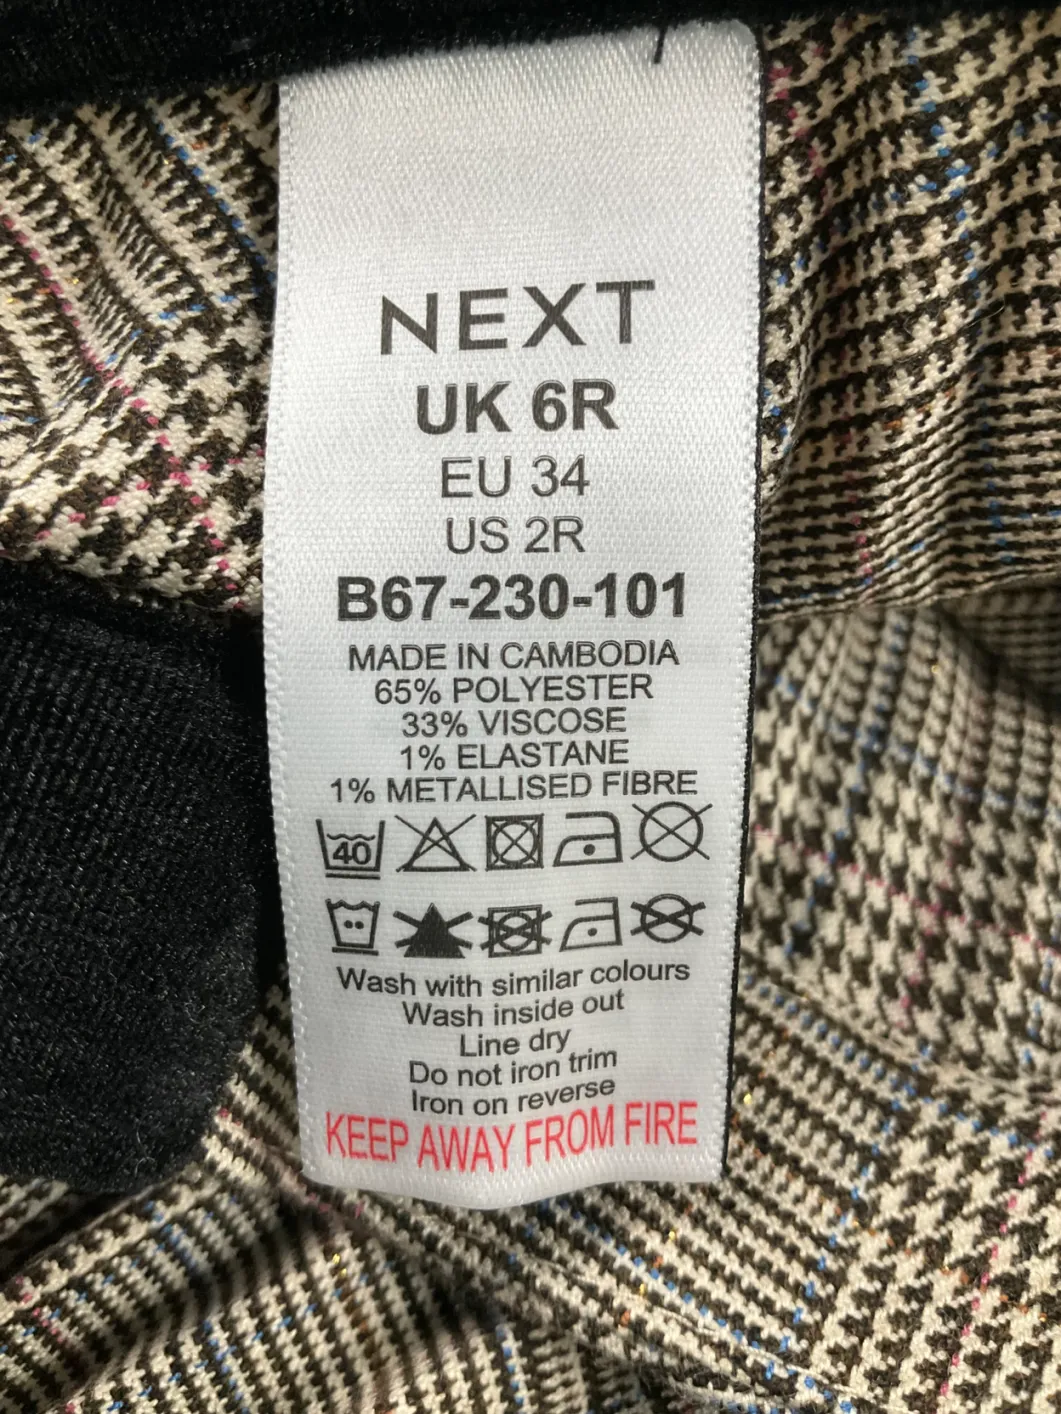 NEXT
UK 6R
EU 34
US 2R
B67-230-101
MADE IN CAMBODIA
65% POLYESTER
33% VISCOSE
1% ELASTANE
1% METALLISED FIBRE
40
Wash with similar colours
Wash inside out
Line dry
Do not iron trim
Iron on reverse
KEEP AWAY FROM FIRE